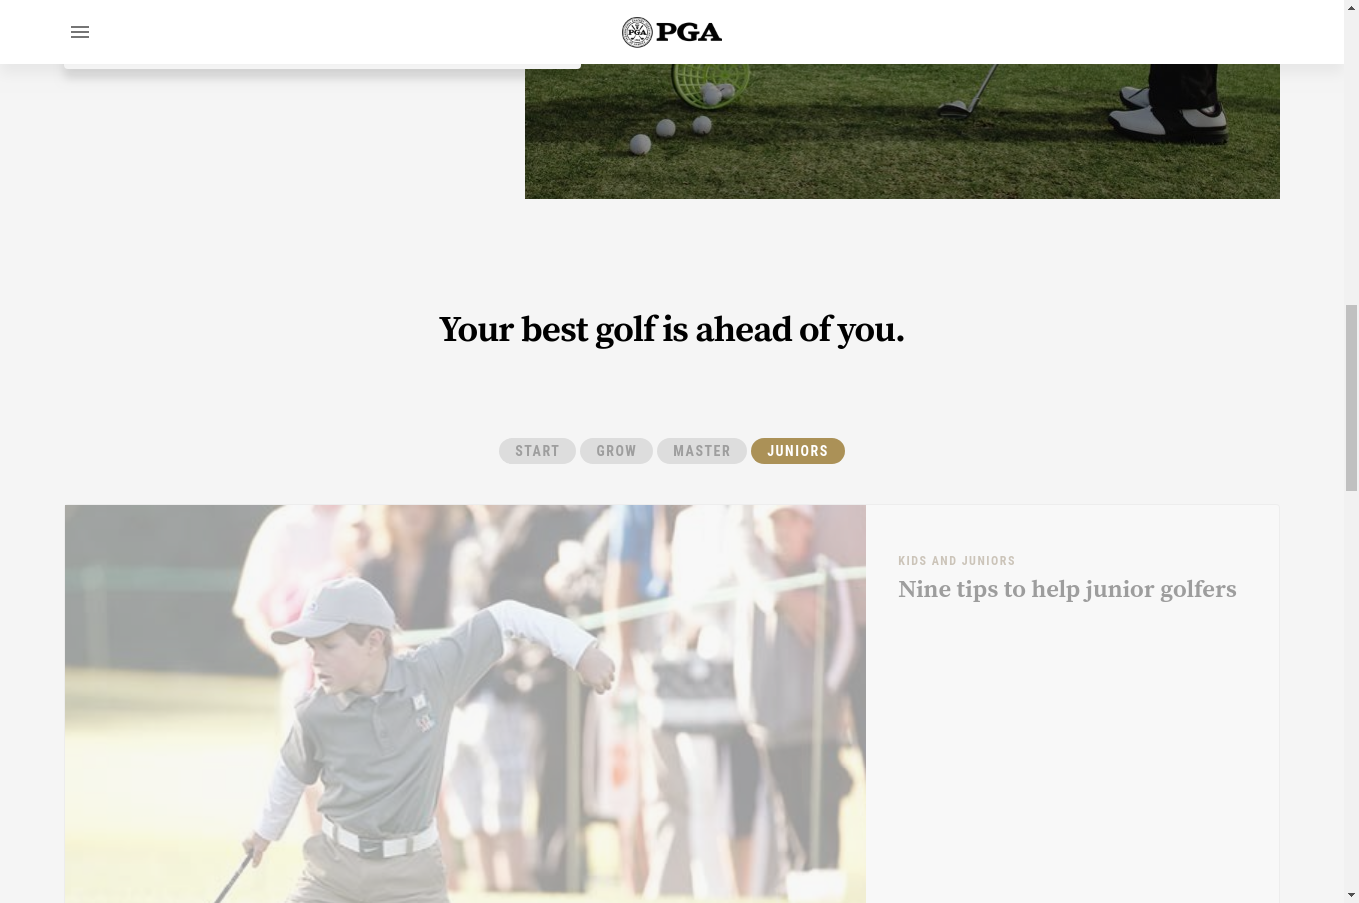 PGA
Your best golf is ahead of you.
START
GROW
MASTER
JUNIORS
KIDS AND JUNIORS
Nine tips to help junior golfers